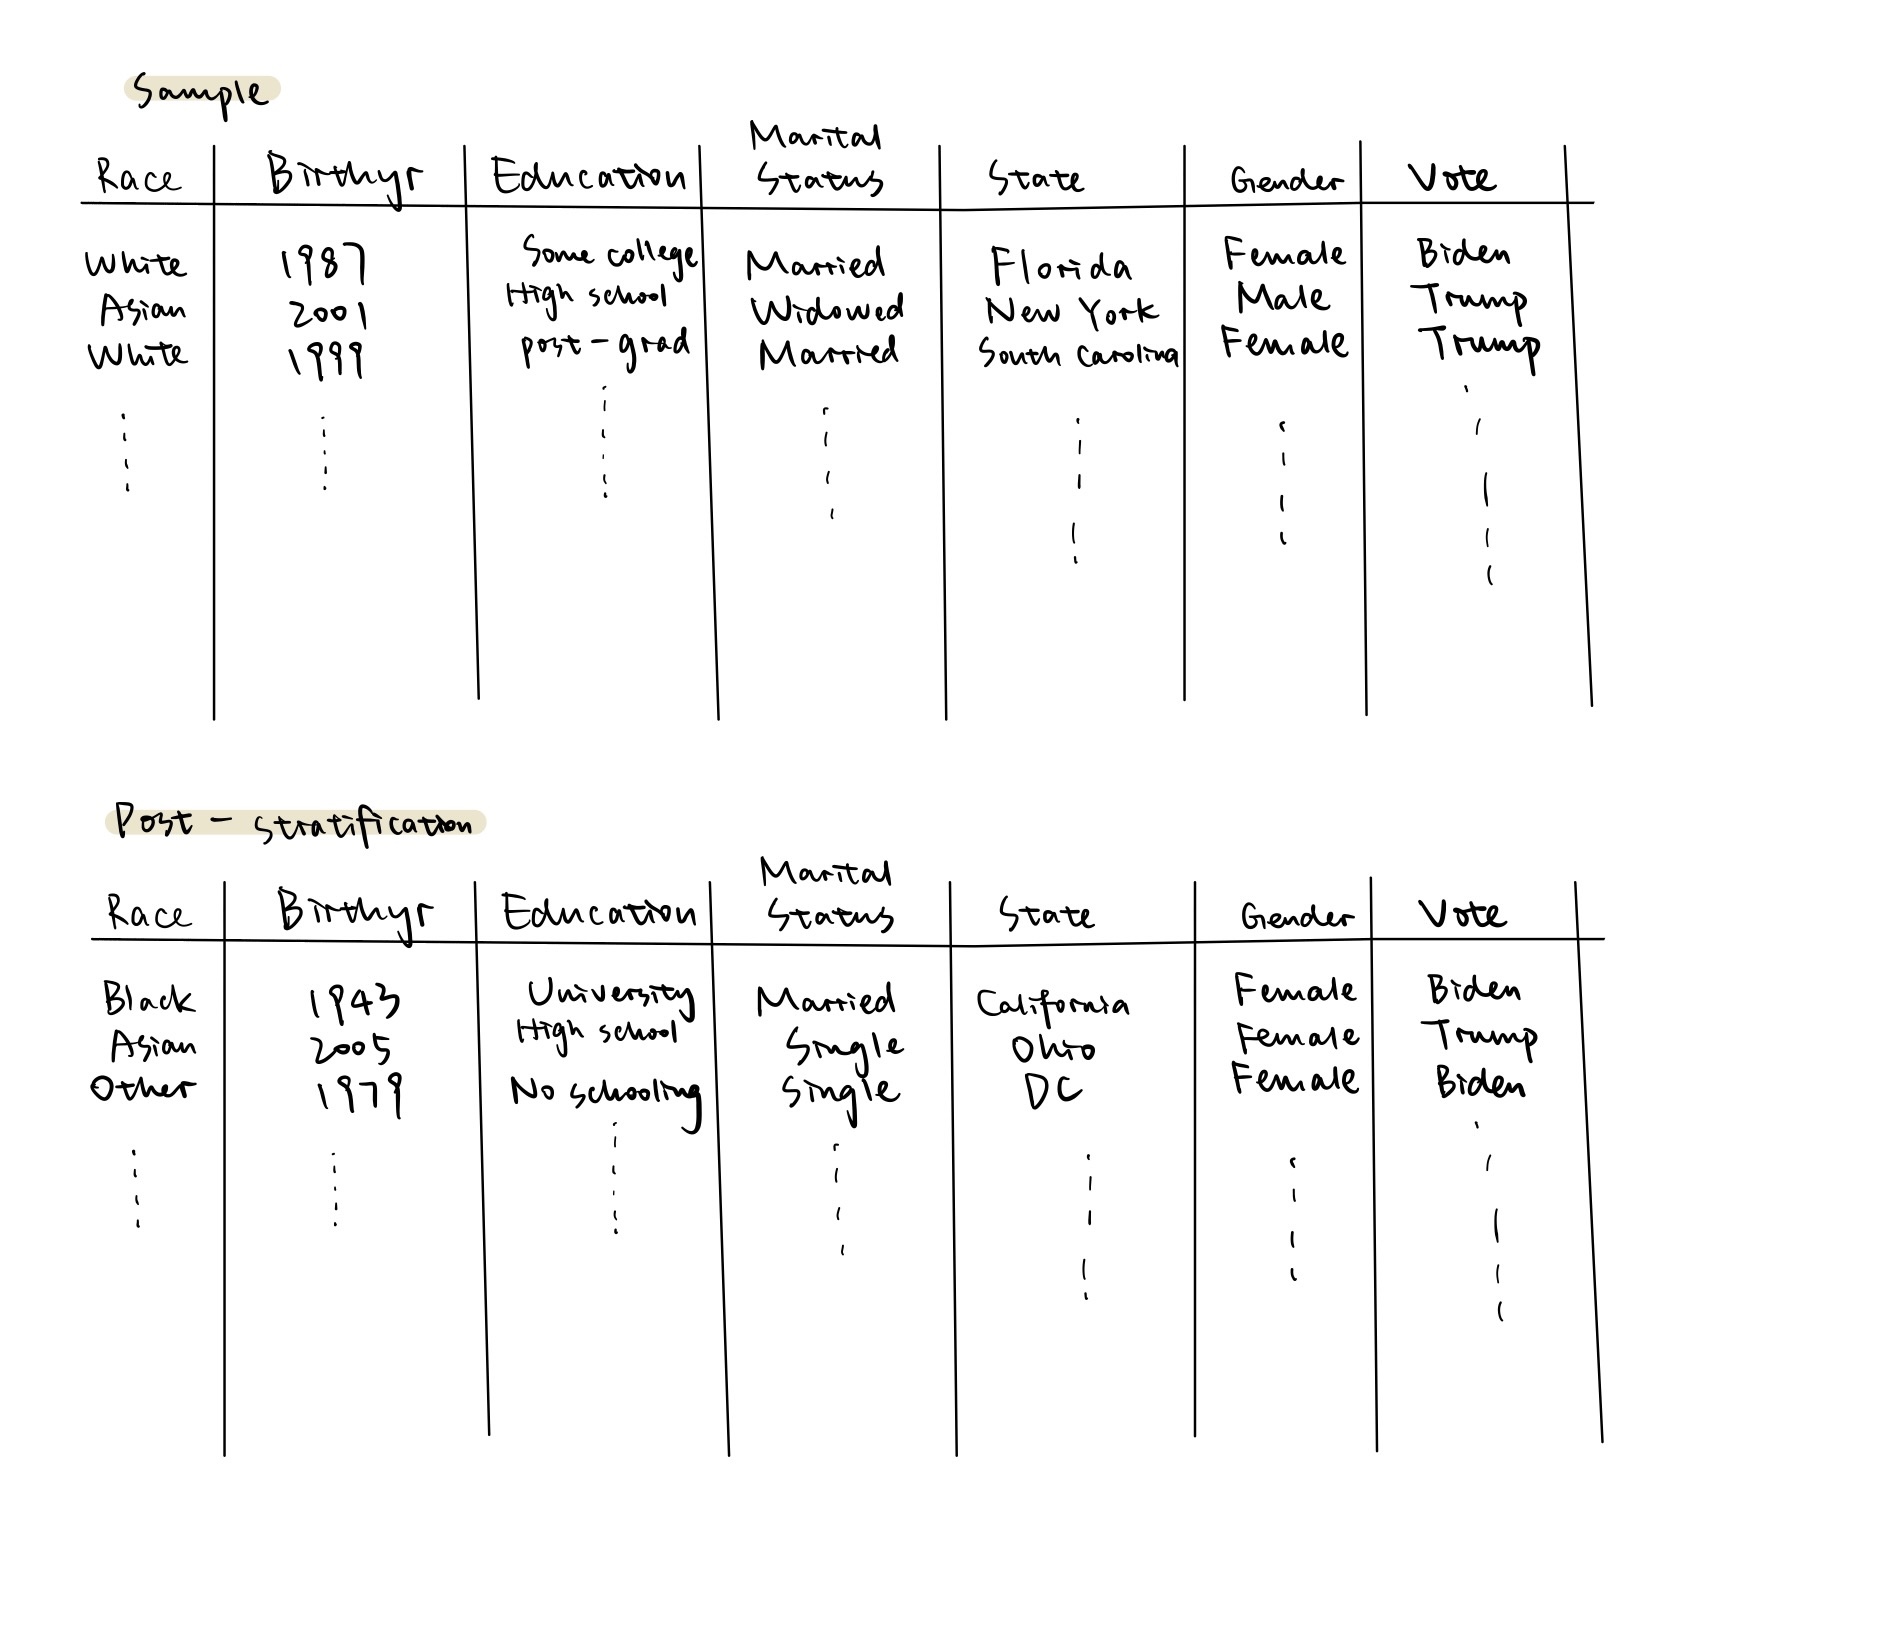 Sample
Race Birthyr Education Marital Status State Gender Vote
White 1987 Some college Married Florida Female Biden
Asian 2001 High school Widowed New York Male Trump
White 1999 post-grad Married South Carolina Female Trump
Post-stratification
Race Birthyr Education Marital Status State Gender Vote
Black 1943 University Married California Female Biden
Asian 2005 High school Single Ohio Female Trump
Other 1979 No schooling Single DC Female Biden